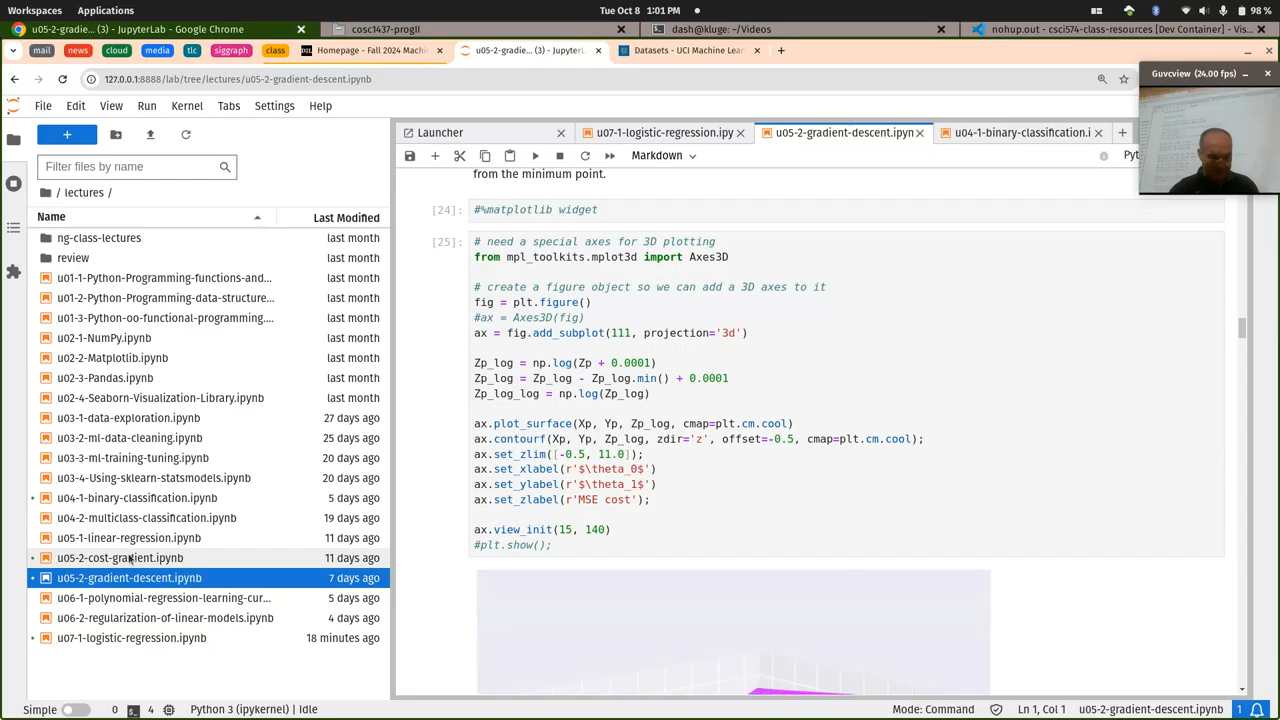 Workspaces Applications Tue Oct 8 1:01 PM 98 %
u05-2-gradie... (3) - JupyterLab - Google Chrome cosc1437-progII dash@kluge: ~/Videos nohup.out - csci574-class-resources [Dev Container] - Vis...
mail news cloud media tlc siggraph class Homepage - Fall 2024 Machin u05-2-gradient-desc... (3) - JupyterL Datasets - UCI Machine Lear
127.0.0.1:8888/lab/tree/lectures/u05-2-gradient-descent.ipynb
Guvcview (24.00 fps)
File Edit View Run Kernel Tabs Settings Help
Launcher u07-1-logistic-regression.ipy u05-2-gradient-descent.ipyn u04-1-binary-classification.i
Markdown Pyt
Filter files by name
/ lectures /
Name Last Modified
ng-class-lectures last month
review last month
u01-1-Python-Programming-functions-and... last month
u01-2-Python-Programming-data-structure... last month
u01-3-Python-oo-functional-programming.... last month
u02-1-NumPy.ipynb last month
u02-2-Matplotlib.ipynb last month
u02-3-Pandas.ipynb last month
u02-4-Seaborn-Visualization-Library.ipynb last month
u03-1-data-exploration.ipynb 27 days ago
u03-2-ml-data-cleaning.ipynb 25 days ago
u03-3-ml-training-tuning.ipynb 20 days ago
u03-4-Using-sklearn-statsmodels.ipynb 20 days ago
u04-1-binary-classification.ipynb 5 days ago
u04-2-multiclass-classification.ipynb 19 days ago
u05-1-linear-regression.ipynb 11 days ago
u05-2-cost-gradient.ipynb 11 days ago
u05-2-gradient-descent.ipynb 7 days ago
u06-1-polynomial-regression-learning-cur... 5 days ago
u06-2-regularization-of-linear-models.ipynb 4 days ago
u07-1-logistic-regression.ipynb 18 minutes ago
from the minimum point.
[24]: #%matplotlib widget
[25]: # need a special axes for 3D plotting
from mpl_toolkits.mplot3d import Axes3D
# create a figure object so we can add a 3D axes to it
fig = plt.figure()
#ax = Axes3D(fig)
ax = fig.add_subplot(111, projection='3d')
Zp_log = np.log(Zp + 0.0001)
Zp_log = Zp_log - Zp_log.min() + 0.0001
Zp_log_log = np.log(Zp_log)
ax.plot_surface(Xp, Yp, Zp_log, cmap=plt.cm.cool)
ax.contourf(Xp, Yp, Zp_log, zdir='z', offset=-0.5, cmap=plt.cm.cool);
ax.set_zlim([-0.5, 11.0]);
ax.set_xlabel(r'$\theta_0$')
ax.set_ylabel(r'$\theta_1$')
ax.set_zlabel(r'MSE cost');
ax.view_init(15, 140)
#plt.show();
Simple 0 4 Python 3 (ipykernel) | Idle Mode: Command Ln 1, Col 1 u05-2-gradient-descent.ipynb 1